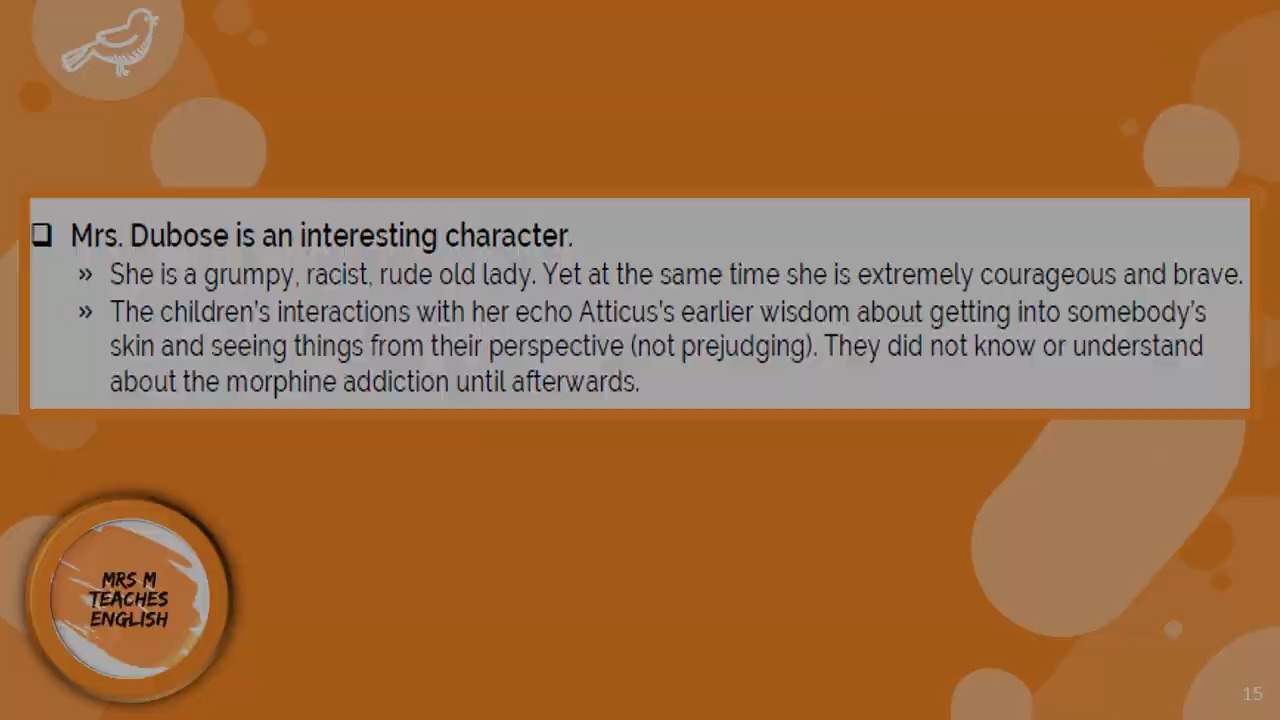 ❑ Mrs. Dubose is an interesting character.
» She is a grumpy, racist, rude old lady. Yet at the same time she is extremely courageous and brave.
» The children's interactions with her echo Atticus's earlier wisdom about getting into somebody's
skin and seeing things from their perspective (not prejudging). They did not know or understand
about the morphine addiction until afterwards.
MRS M
TEACHES
ENGLISH
15